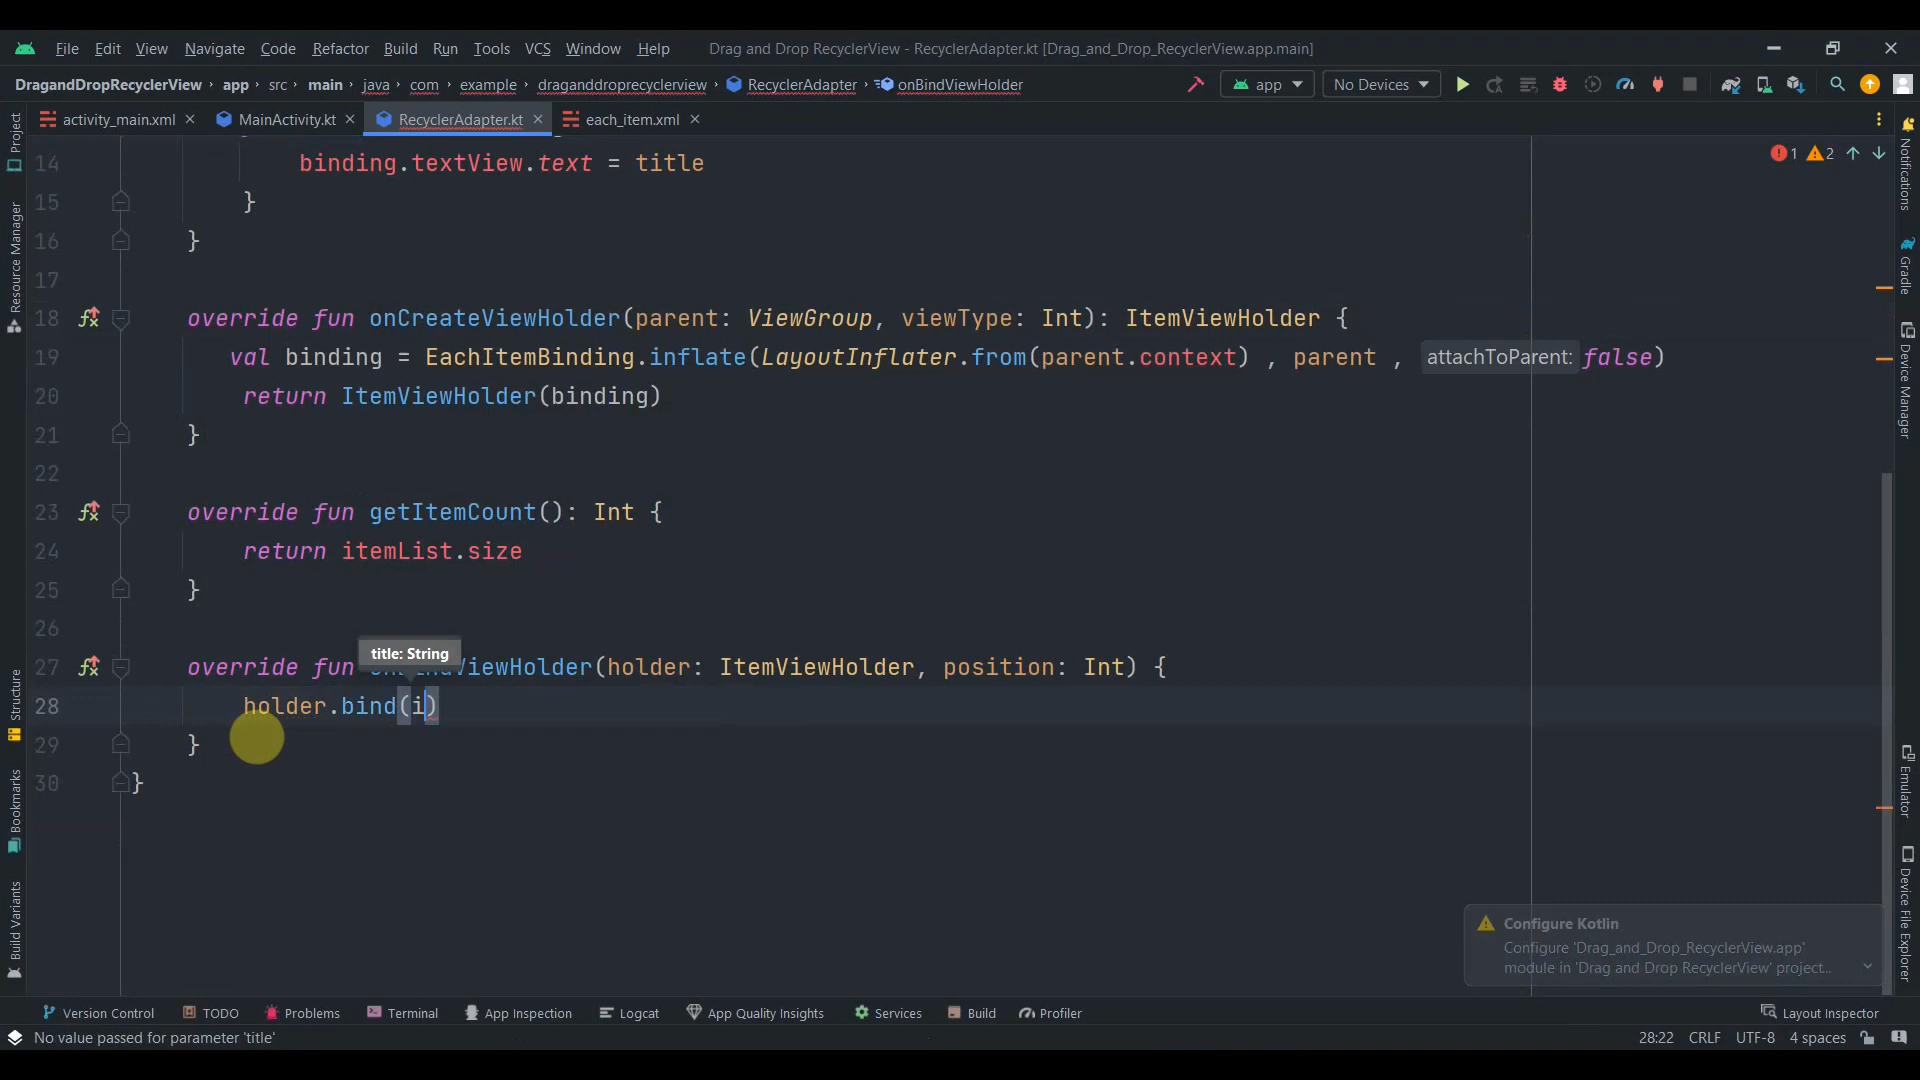 File Edit View Navigate Code Refactor Build Run Tools VCS Window Help Drag and Drop RecyclerView - RecyclerAdapter.kt [Drag_and_Drop_RecyclerView.app.main]
DragandDropRecyclerView app src main java com example draganddroprecyclerview RecyclerAdapter onBindViewHolder app No Devices
activity_main.xml MainActivity.kt RecyclerAdapter.kt each_item.xml
1 2
14 binding.textView.text = title
15 }
16 }
17
18 override fun onCreateViewHolder(parent: ViewGroup, viewType: Int): ItemViewHolder {
19 val binding = EachItemBinding.inflate(LayoutInflater.from(parent.context) , parent , attachToParent: false)
20 return ItemViewHolder(binding)
21 }
22
23 override fun getItemCount(): Int {
24 return itemList.size
25 }
26
title: String
27 override fun onBindViewHolder(holder: ItemViewHolder, position: Int) {
28 holder.bind(i)
29 }
30 }
Project
Resource Manager
Structure
Bookmarks
Build Variants
Notifications
Gradle
Device Manager
Emulator
Device File Explorer
Configure Kotlin
Configure 'Drag_and_Drop_RecyclerView.app'
module in 'Drag and Drop RecyclerView' project...
Version Control TODO Problems Terminal App Inspection Logcat App Quality Insights Services Build Profiler Layout Inspector
No value passed for parameter 'title' 28:22 CRLF UTF-8 4 spaces